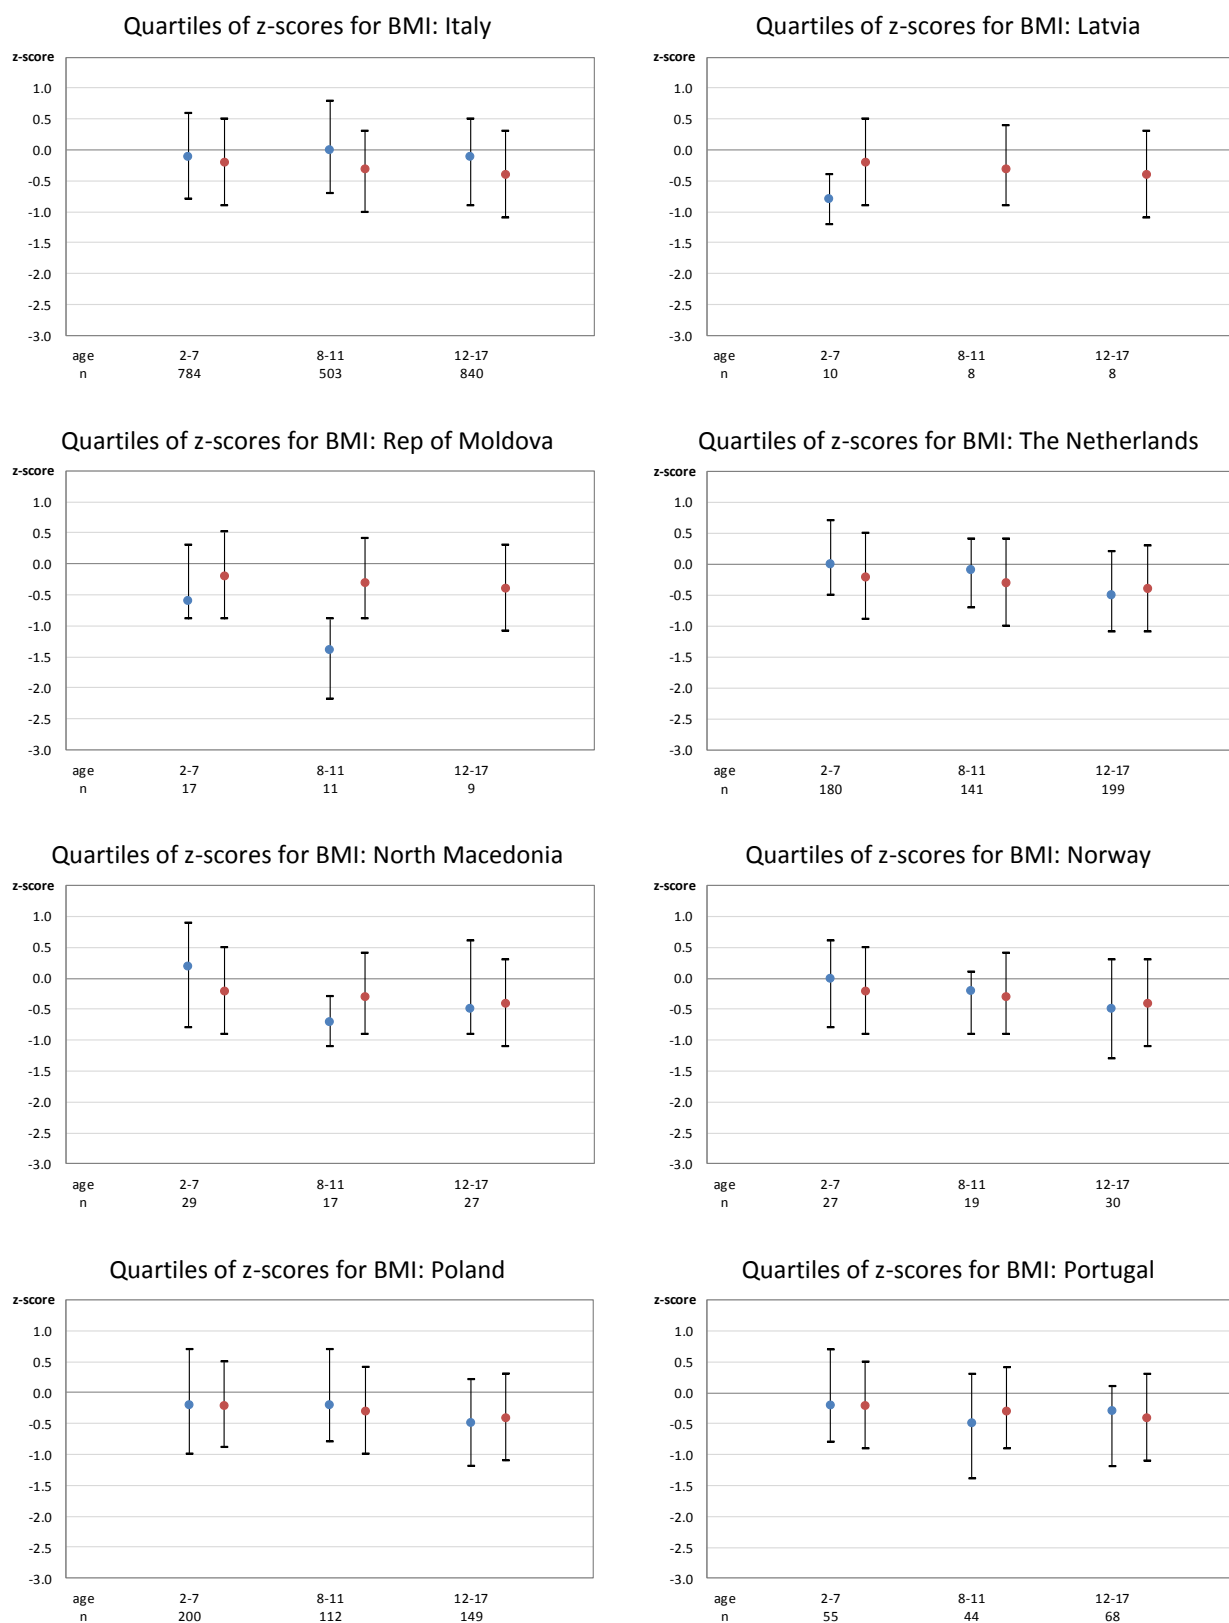 Quartiles of z-scores for BMI: Italy
z-score
1.0
0.5
0.0
-0.5
-1.0
-1.5
-2.0
-2.5
-3.0
age 2-7 8-11 12-17
n 784 503 840
Quartiles of z-scores for BMI: Latvia
z-score
1.0
0.5
0.0
-0.5
-1.0
-1.5
-2.0
-2.5
-3.0
age 2-7 8-11 12-17
n 10 8 8
Quartiles of z-scores for BMI: Rep of Moldova
z-score
1.0
0.5
0.0
-0.5
-1.0
-1.5
-2.0
-2.5
-3.0
age 2-7 8-11 12-17
n 17 11 9
Quartiles of z-scores for BMI: The Netherlands
z-score
1.0
0.5
0.0
-0.5
-1.0
-1.5
-2.0
-2.5
-3.0
age 2-7 8-11 12-17
n 180 141 199
Quartiles of z-scores for BMI: North Macedonia
z-score
1.0
0.5
0.0
-0.5
-1.0
-1.5
-2.0
-2.5
-3.0
age 2-7 8-11 12-17
n 29 17 27
Quartiles of z-scores for BMI: Norway
z-score
1.0
0.5
0.0
-0.5
-1.0
-1.5
-2.0
-2.5
-3.0
age 2-7 8-11 12-17
n 27 19 30
Quartiles of z-scores for BMI: Poland
z-score
1.0
0.5
0.0
-0.5
-1.0
-1.5
-2.0
-2.5
-3.0
age 2-7 8-11 12-17
n 200 112 149
Quartiles of z-scores for BMI: Portugal
z-score
1.0
0.5
0.0
-0.5
-1.0
-1.5
-2.0
-2.5
-3.0
age 2-7 8-11 12-17
n 55 44 68